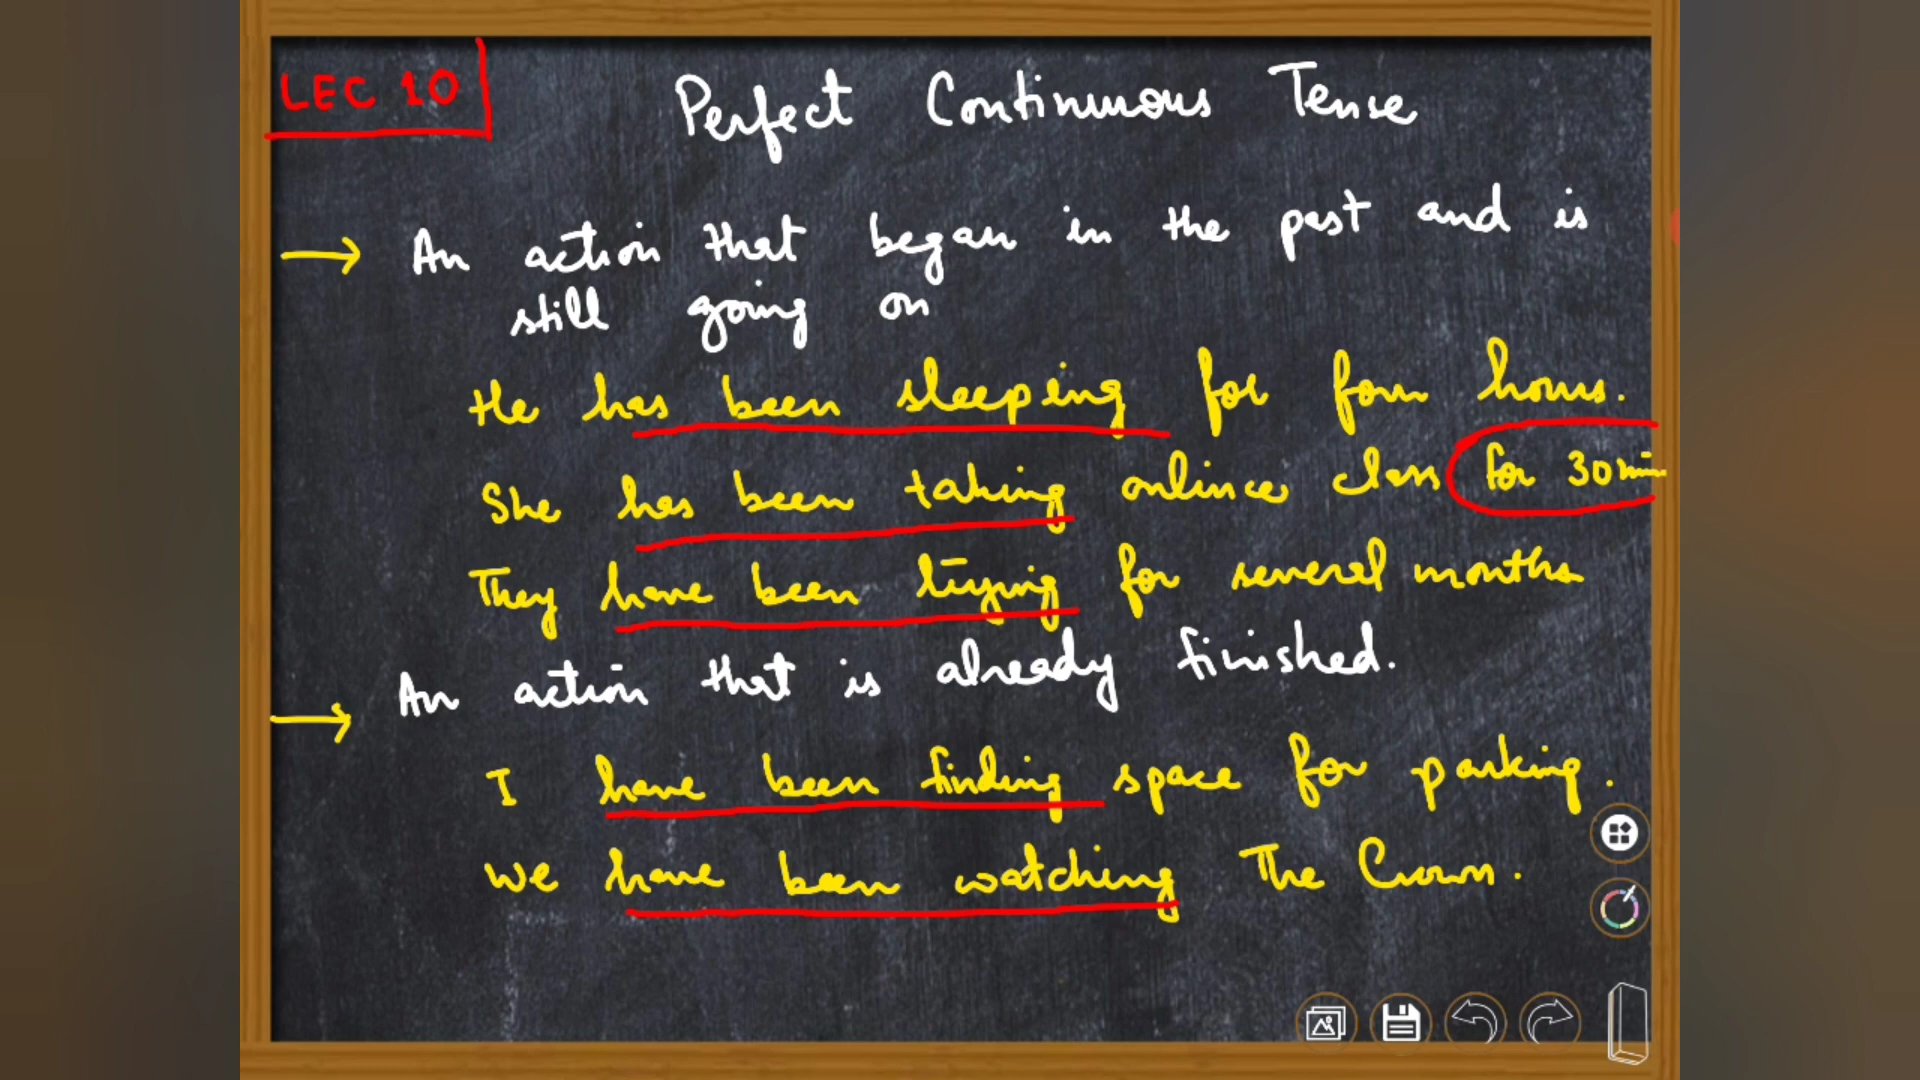 LEC 10
Perfect Continuous Tense
An action that began in the past and is
still going on
He has been sleeping for four hours.
She has been taking online class for 30 min
They have been trying for several months
An action that is already finished.
I have been finding space for parking.
We have been watching The Crown.